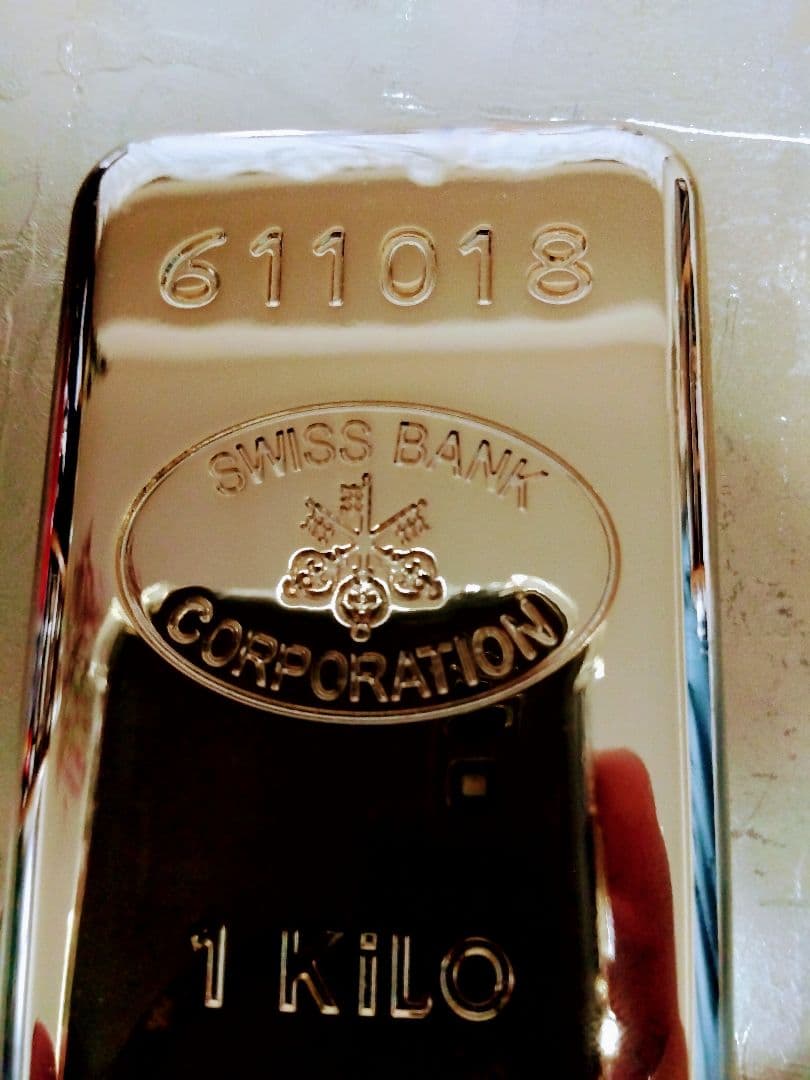 611018
SWISS BANK
CORPORATION
1 KiLO